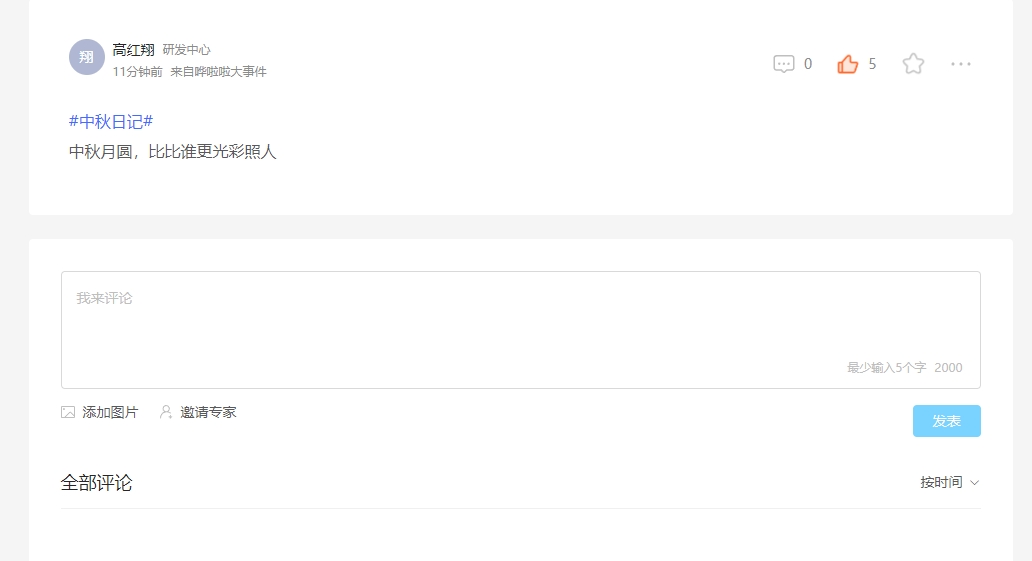 翔
高红翔 研发中心
11分钟前 来自哗啦啦大事件
0
5
#中秋日记#
中秋月圆，比比谁更光彩照人
我来评论
最少输入5个字 2000
添加图片 邀请专家
发表
全部评论
按时间